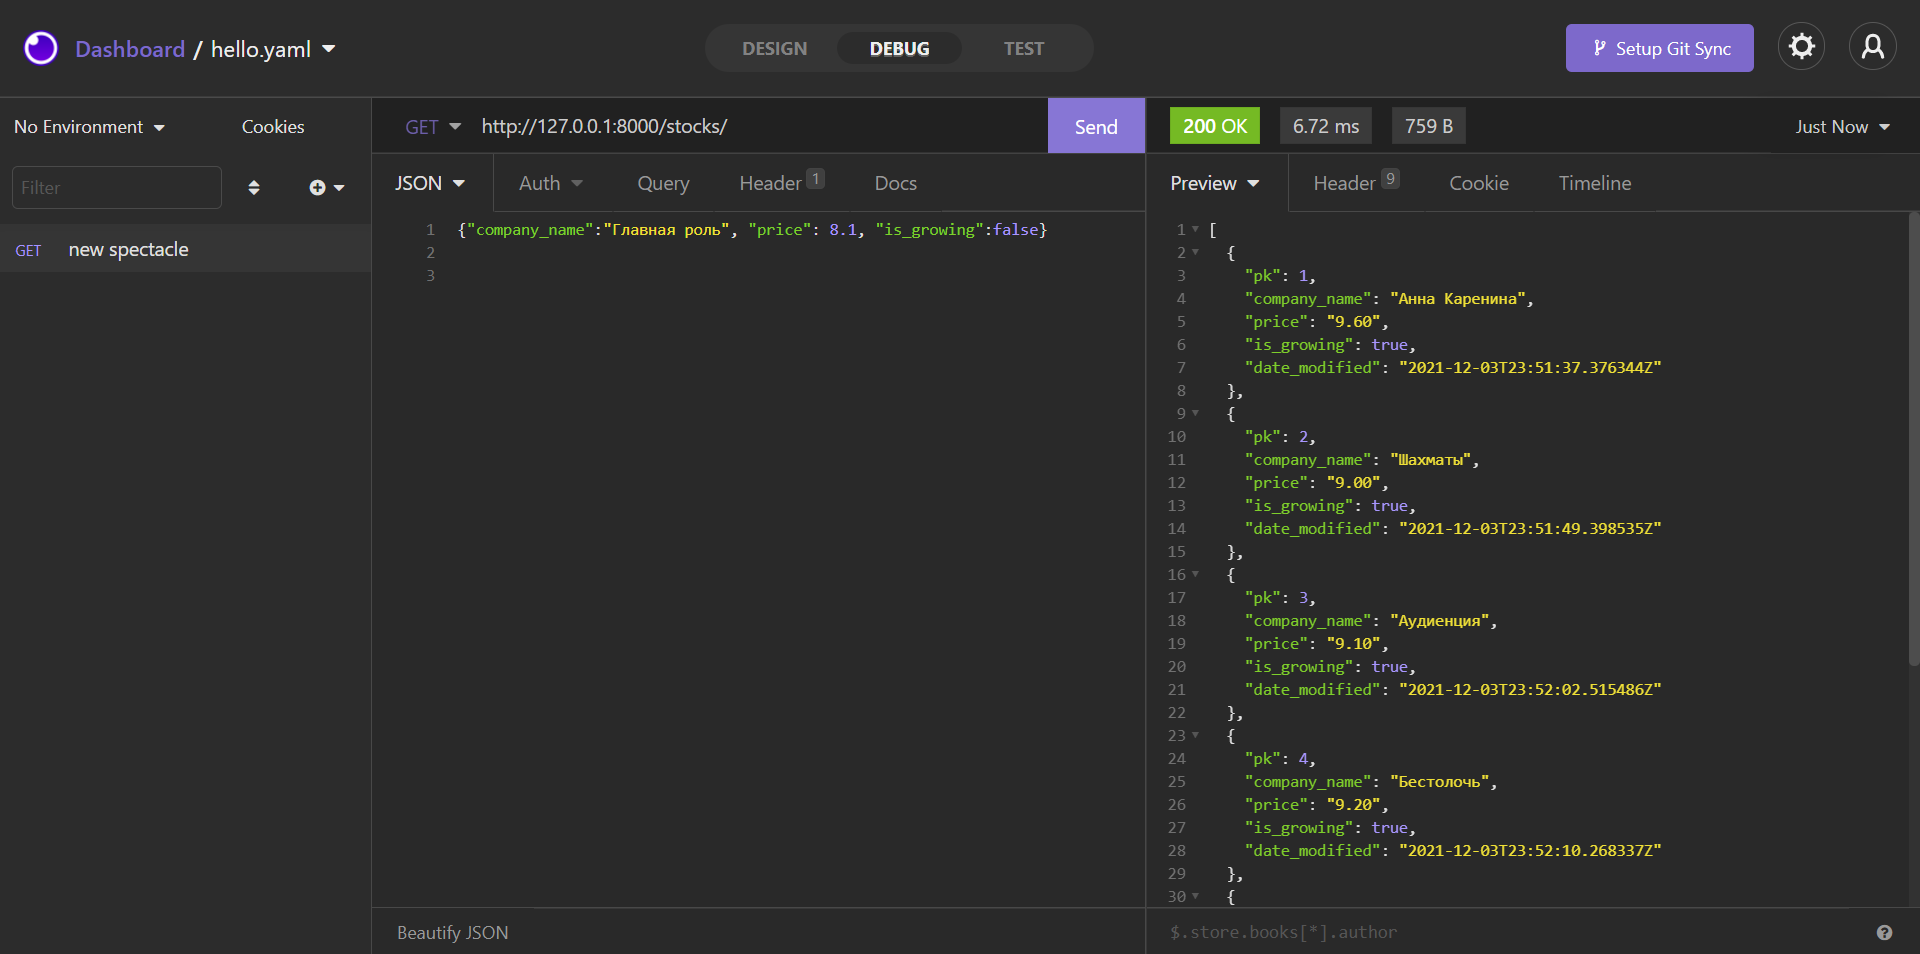 Dashboard / hello.yaml
DESIGN
DEBUG
TEST
Setup Git Sync
No Environment
Cookies
Filter
GET new spectacle
GET http://127.0.0.1:8000/stocks/
Send
JSON
Auth
Query
Header 1
Docs
1 {"company_name":"Главная роль", "price": 8.1, "is_growing":false}
2
3
Beautify JSON
200 OK
6.72 ms
759 B
Just Now
Preview
Header 9
Cookie
Timeline
1 [
2 {
3 "pk": 1,
4 "company_name": "Анна Каренина",
5 "price": "9.60",
6 "is_growing": true,
7 "date_modified": "2021-12-03T23:51:37.376344Z"
8 },
9 {
10 "pk": 2,
11 "company_name": "Шахматы",
12 "price": "9.00",
13 "is_growing": true,
14 "date_modified": "2021-12-03T23:51:49.398535Z"
15 },
16 {
17 "pk": 3,
18 "company_name": "Аудиенция",
19 "price": "9.10",
20 "is_growing": true,
21 "date_modified": "2021-12-03T23:52:02.515486Z"
22 },
23 {
24 "pk": 4,
25 "company_name": "Бестолочь",
26 "price": "9.20",
27 "is_growing": true,
28 "date_modified": "2021-12-03T23:52:10.268337Z"
29 },
30 {
$.store.books[*].author